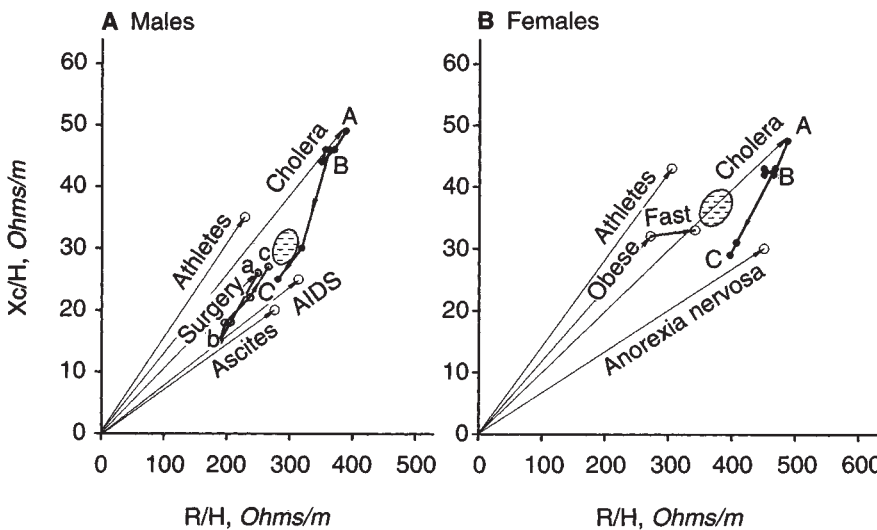 A Males
Xc/H, Ohms/m
60
50
40
30
20
10
0
0 100 200 300 400 500
R/H, Ohms/m
Athletes
Cholera
A
B
C
Surgery
a
b
c
AIDS
Ascites
B Females
60
50
40
30
20
10
0
0 100 200 300 400 500 600
R/H, Ohms/m
Athletes
Cholera
A
B
C
Obese
Fast
Anorexia nervosa